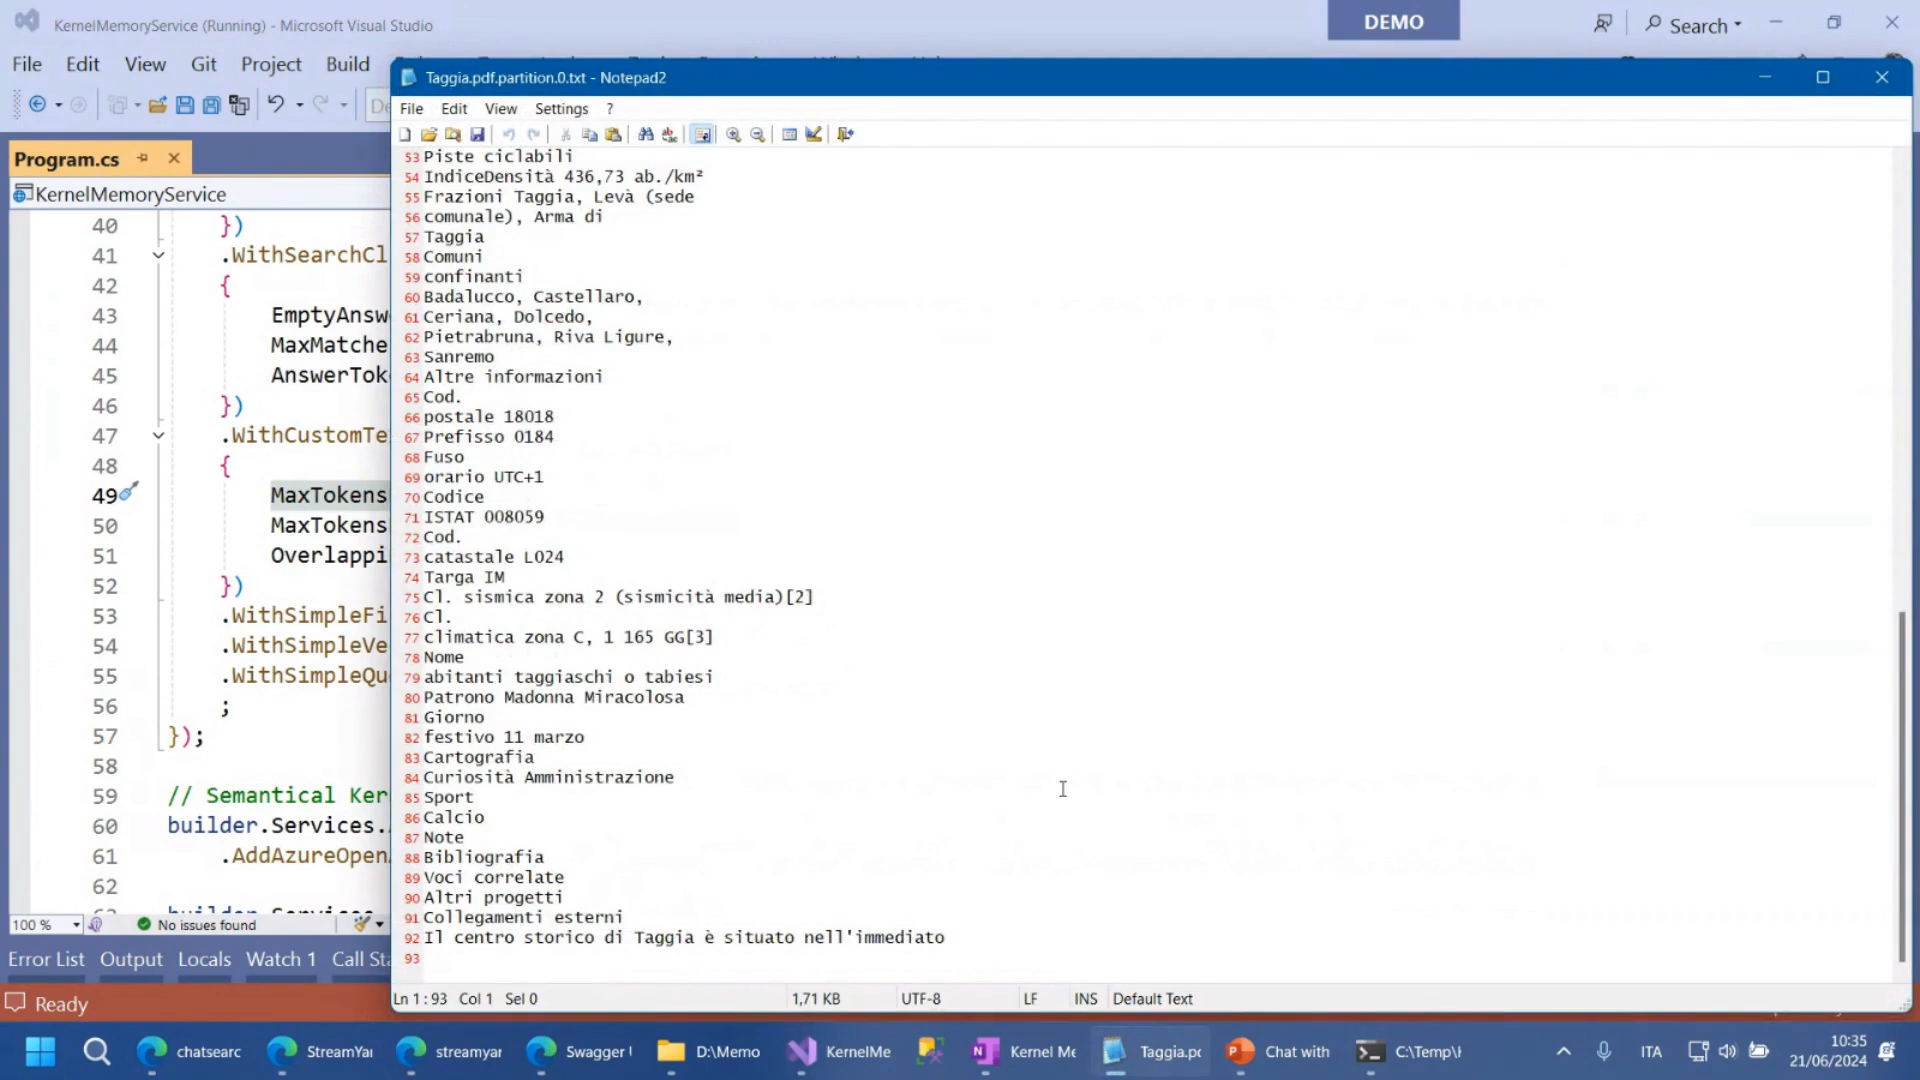 KernelMemoryService (Running) - Microsoft Visual Studio
DEMO
Search
File Edit View Git Project Build
Taggia.pdf.partition.0.txt - Notepad2
File Edit View Settings ?
Program.cs
KernelMemoryService
40 })
41 .WithSearchCl
42 {
43 EmptyAnsw
44 MaxMatche
45 AnswerTok
46 })
47 .WithCustomTe
48 {
49 MaxTokens
50 MaxTokens
51 Overlappi
52 })
53 .WithSimpleFi
54 .WithSimpleVe
55 .WithSimpleQu
56 ;
57 });
58
59 // Semantical Ker
60 builder.Services.
61 .AddAzureOpen
62
100 % No issues found
Error List Output Locals Watch 1 Call Sta
Ready
53 Piste ciclabili
54 IndiceDensità 436,73 ab./km²
55 Frazioni Taggia, Levà (sede
56 comunale), Arma di
57 Taggia
58 Comuni
59 confinanti
60 Badalucco, Castellaro,
61 Ceriana, Dolcedo,
62 Pietrabruna, Riva Ligure,
63 Sanremo
64 Altre informazioni
65 Cod.
66 postale 18018
67 Prefisso 0184
68 Fuso
69 orario UTC+1
70 Codice
71 ISTAT 008059
72 Cod.
73 catastale L024
74 Targa IM
75 Cl. sismica zona 2 (sismicità media)[2]
76 Cl.
77 climatica zona C, 1 165 GG[3]
78 Nome
79 abitanti taggiaschi o tabiesi
80 Patrono Madonna Miracolosa
81 Giorno
82 festivo 11 marzo
83 Cartografia
84 Curiosità Amministrazione
85 Sport
86 Calcio
87 Note
88 Bibliografia
89 Voci correlate
90 Altri progetti
91 Collegamenti esterni
92 Il centro storico di Taggia è situato nell'immediato
93
Ln 1 : 93 Col 1 Sel 0 1,71 KB UTF-8 LF INS Default Text
chatsearc StreamYar streamyar Swagger D:\Memo KernelMe Kernel Me Taggia.pc Chat with C:\Temp\ ITA 10:35
21/06/2024